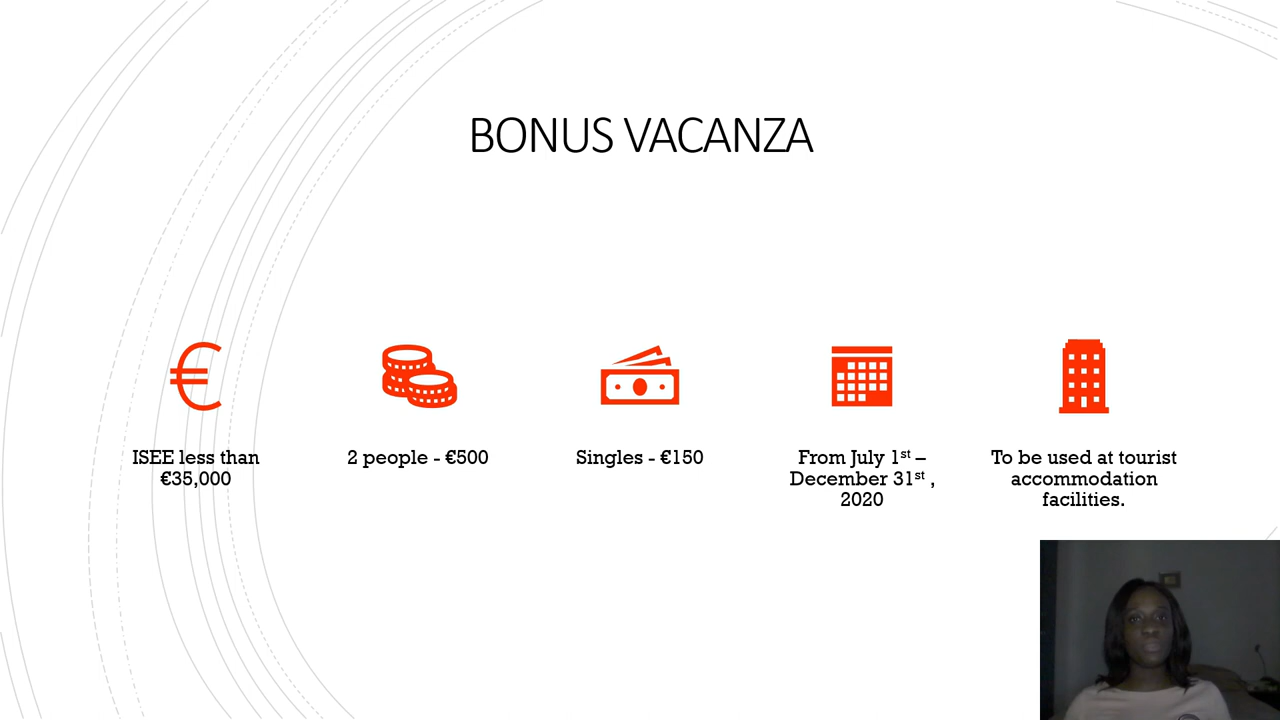 BONUS VACANZA
ISEE less than
€35,000
2 people - €500
Singles - €150
From July 1st –
December 31st ,
2020
To be used at tourist
accommodation
facilities.